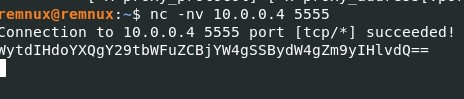 remnux@remnux:~$ nc -nv 10.0.0.4 5555
Connection to 10.0.0.4 5555 port [tcp/*] succeeded!
WytdIHdoYXQgY29tbWFuZCBjYW4gSSBydW4gZm9yIHlvdQ==